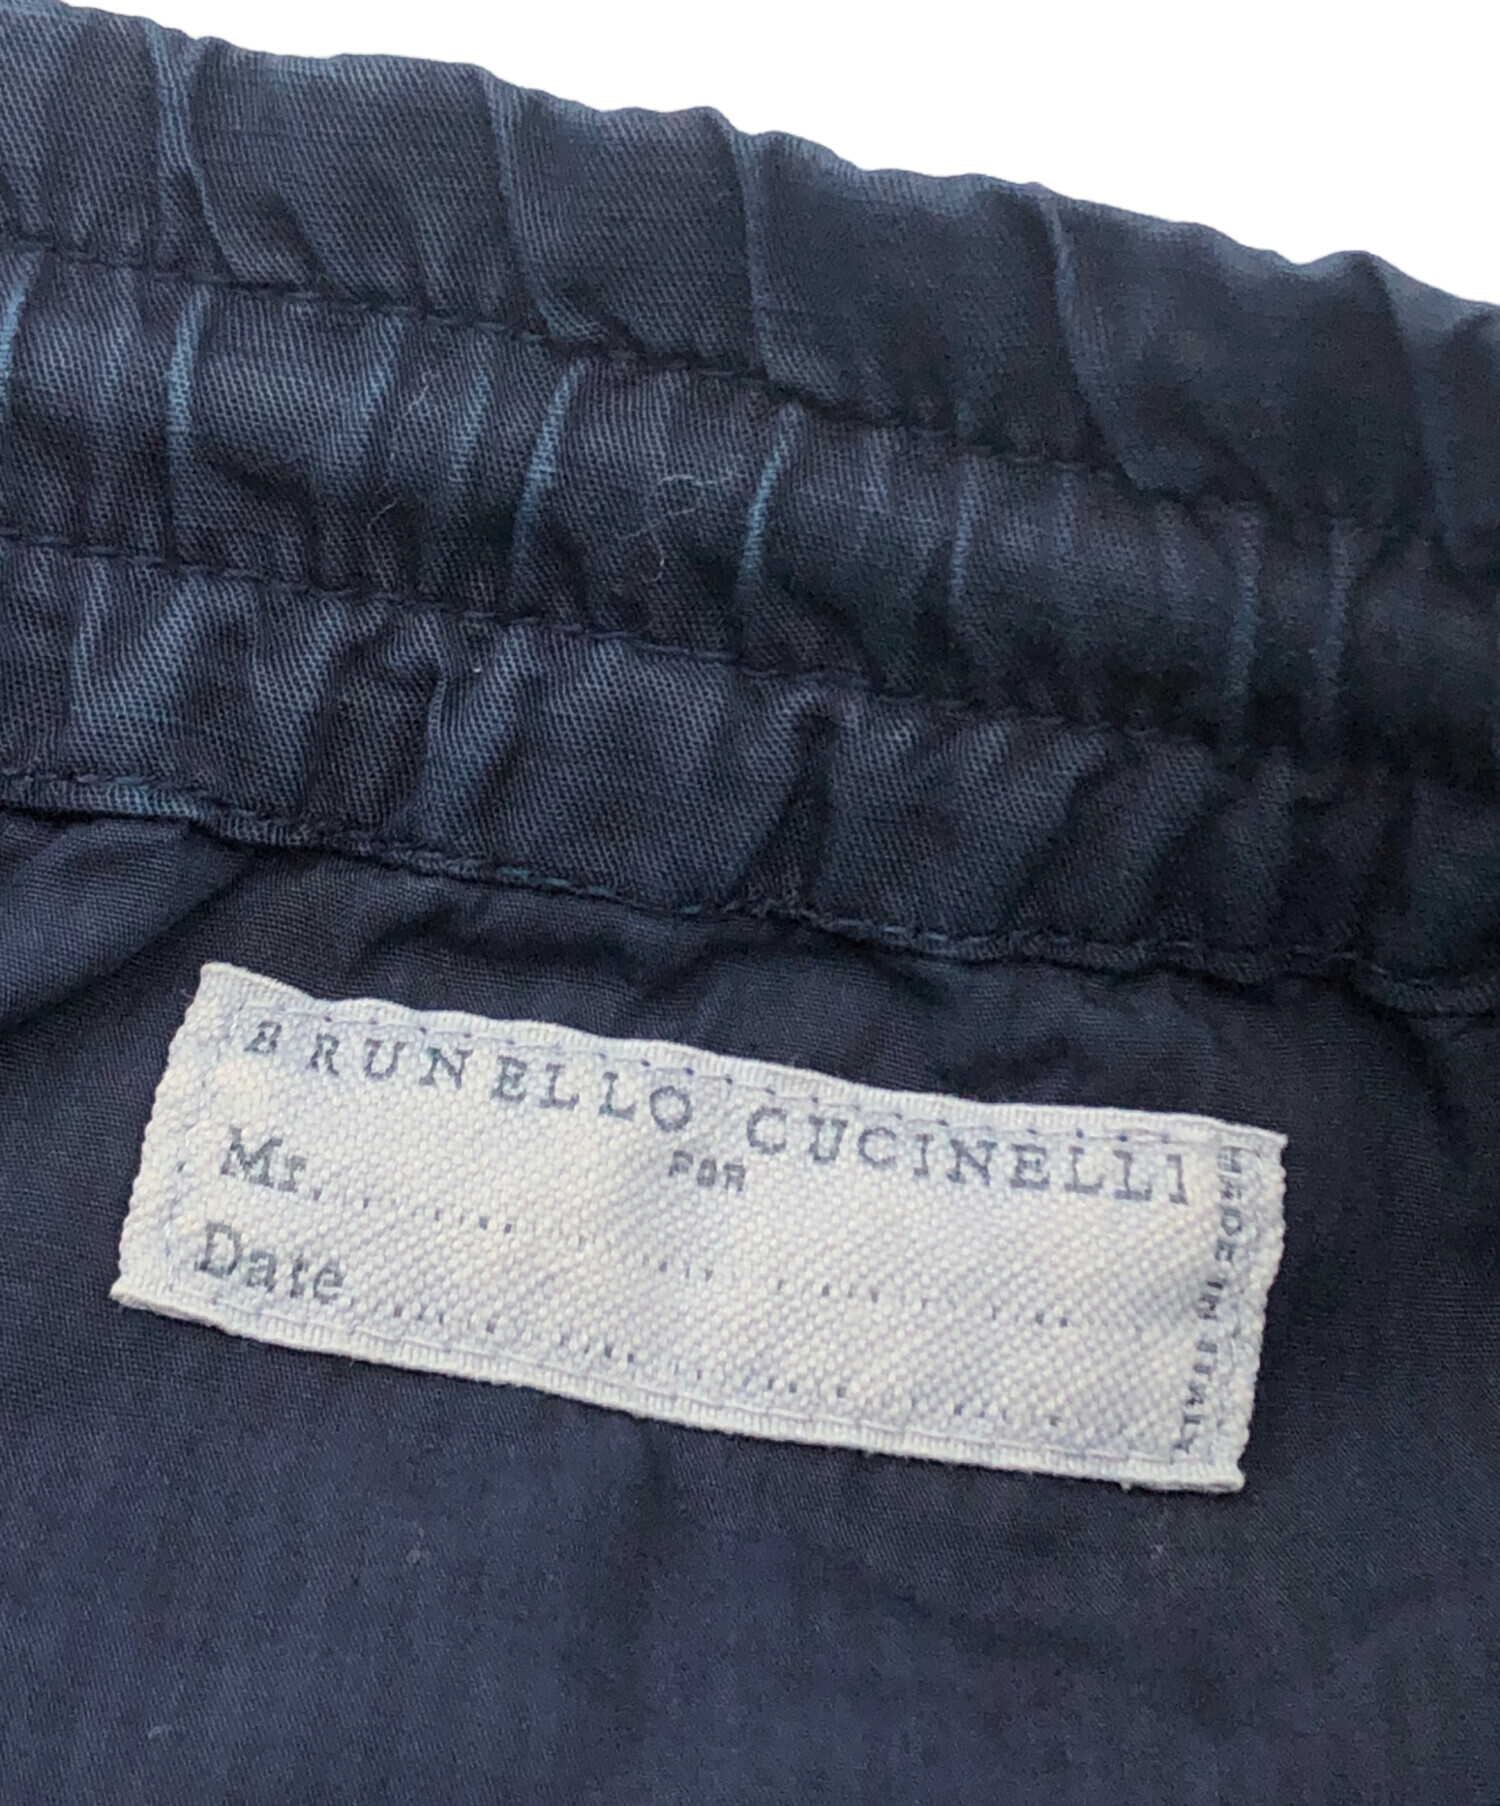 BRUNELLO CUCINELLI
FOR
Mr.
Date
MADE IN ITALY